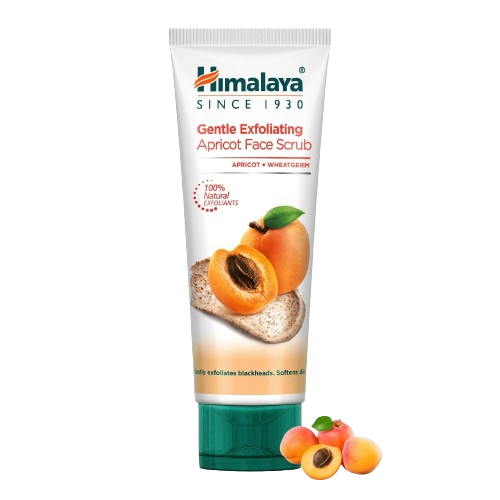 Himalaya®
SINCE 1930
Gentle Exfoliating
Apricot Face Scrub
APRICOT • WHEATGERM
100%
Natural
EXFOLIANTS
exfoliates blackheads. Softens